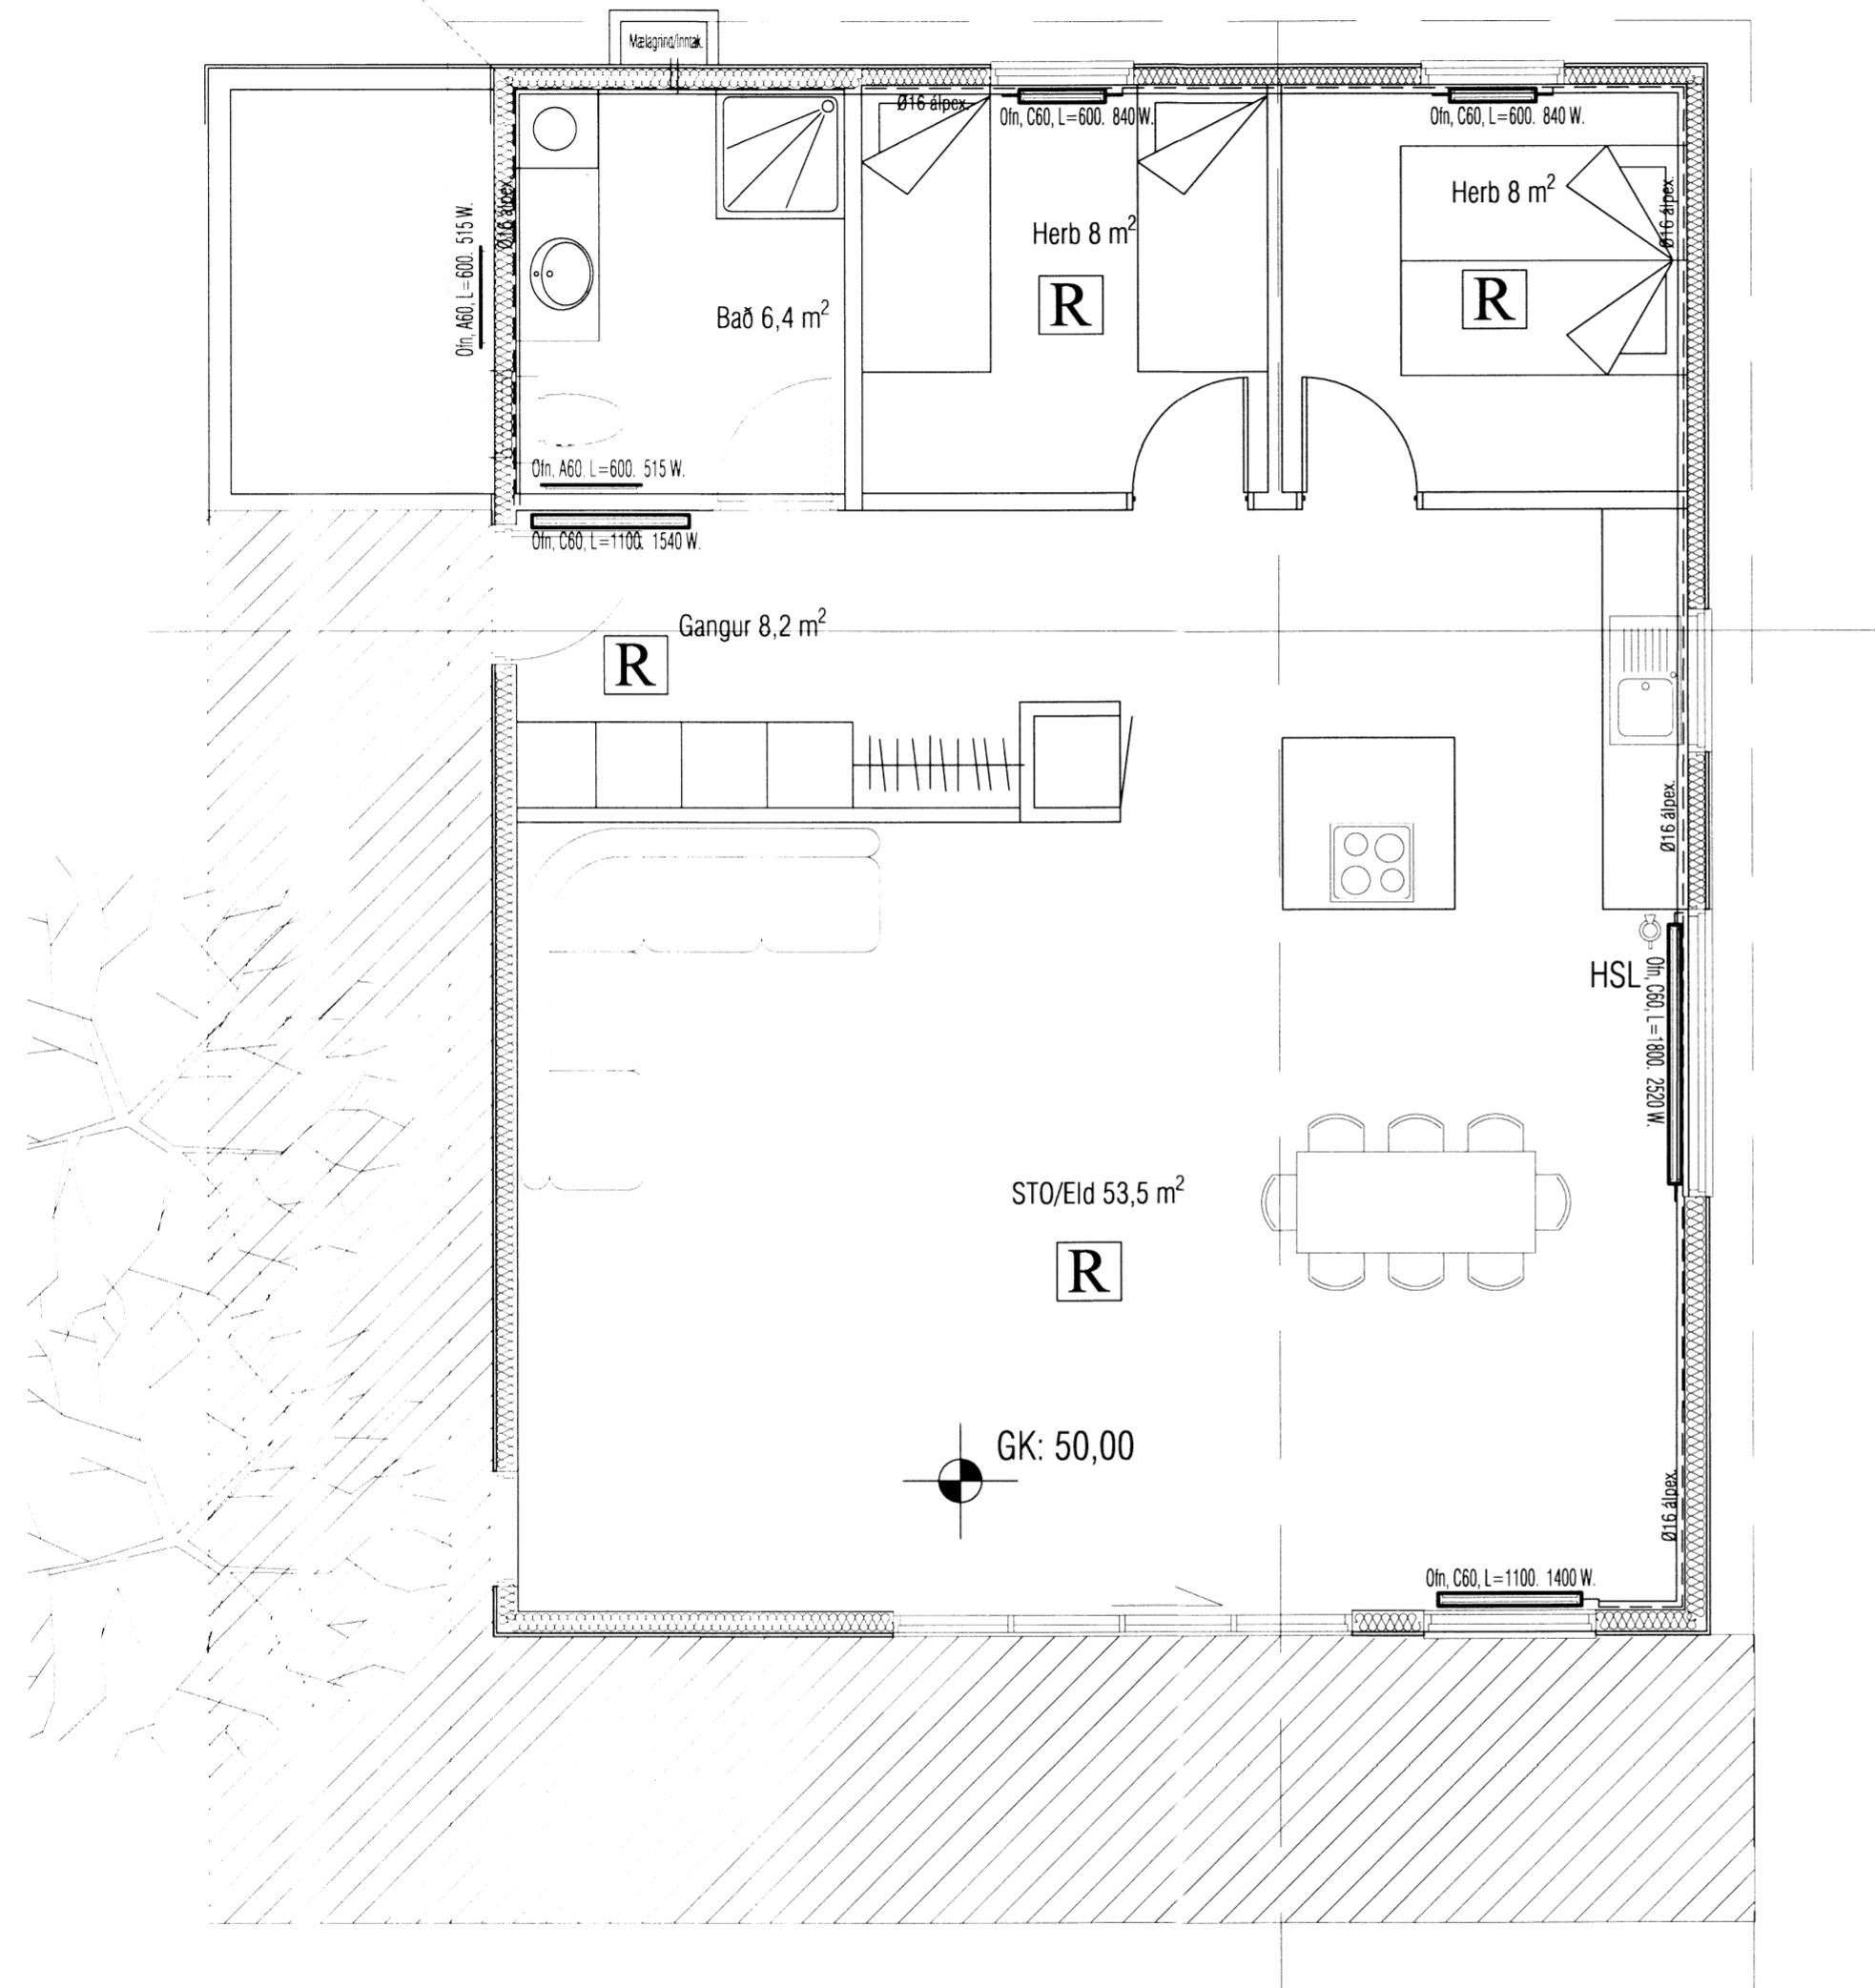 Mælagrind/Inntak.
Ø16 álpex.
Ofn, C60, L=600. 840 W.
Ofn, C60, L=600. 840 W.
Ø16 álpex.
Herb 8 m²
Ø16 álpex.
Herb 8 m²
R
R
Ofn, A60, L=600. 515 W.
Bað 6,4 m²
Ofn, A60, L=600. 515 W.
Ofn, C60, L=1100. 1540 W.
Gangur 8,2 m²
R
Ø16 álpex.
HSL
Ofn, C60, L=1800. 2520 W.
STO/Eld 53,5 m²
R
GK: 50,00
Ø16 álpex.
Ofn, C60, L=1100. 1400 W.